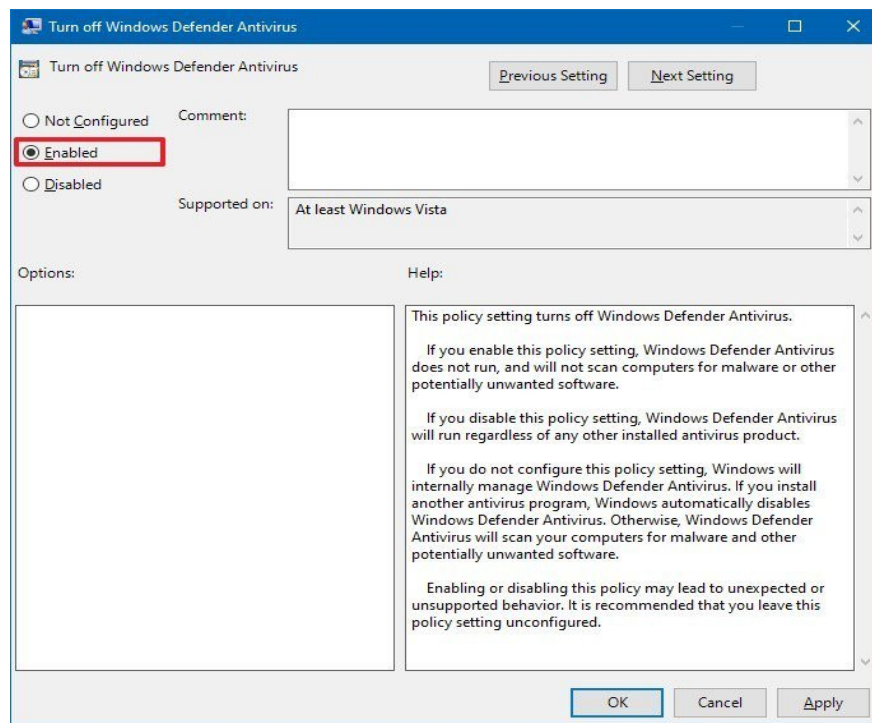 Turn off Windows Defender Antivirus
Turn off Windows Defender Antivirus
Previous Setting
Next Setting
Not Configured
Comment:
Enabled
Disabled
Supported on:
At least Windows Vista
Options:
Help:
This policy setting turns off Windows Defender Antivirus.
If you enable this policy setting, Windows Defender Antivirus
does not run, and will not scan computers for malware or other
potentially unwanted software.
If you disable this policy setting, Windows Defender Antivirus
will run regardless of any other installed antivirus product.
If you do not configure this policy setting, Windows will
internally manage Windows Defender Antivirus. If you install
another antivirus program, Windows automatically disables
Windows Defender Antivirus. Otherwise, Windows Defender
Antivirus will scan your computers for malware and other
potentially unwanted software.
Enabling or disabling this policy may lead to unexpected or
unsupported behavior. It is recommended that you leave this
policy setting unconfigured.
OK
Cancel
Apply